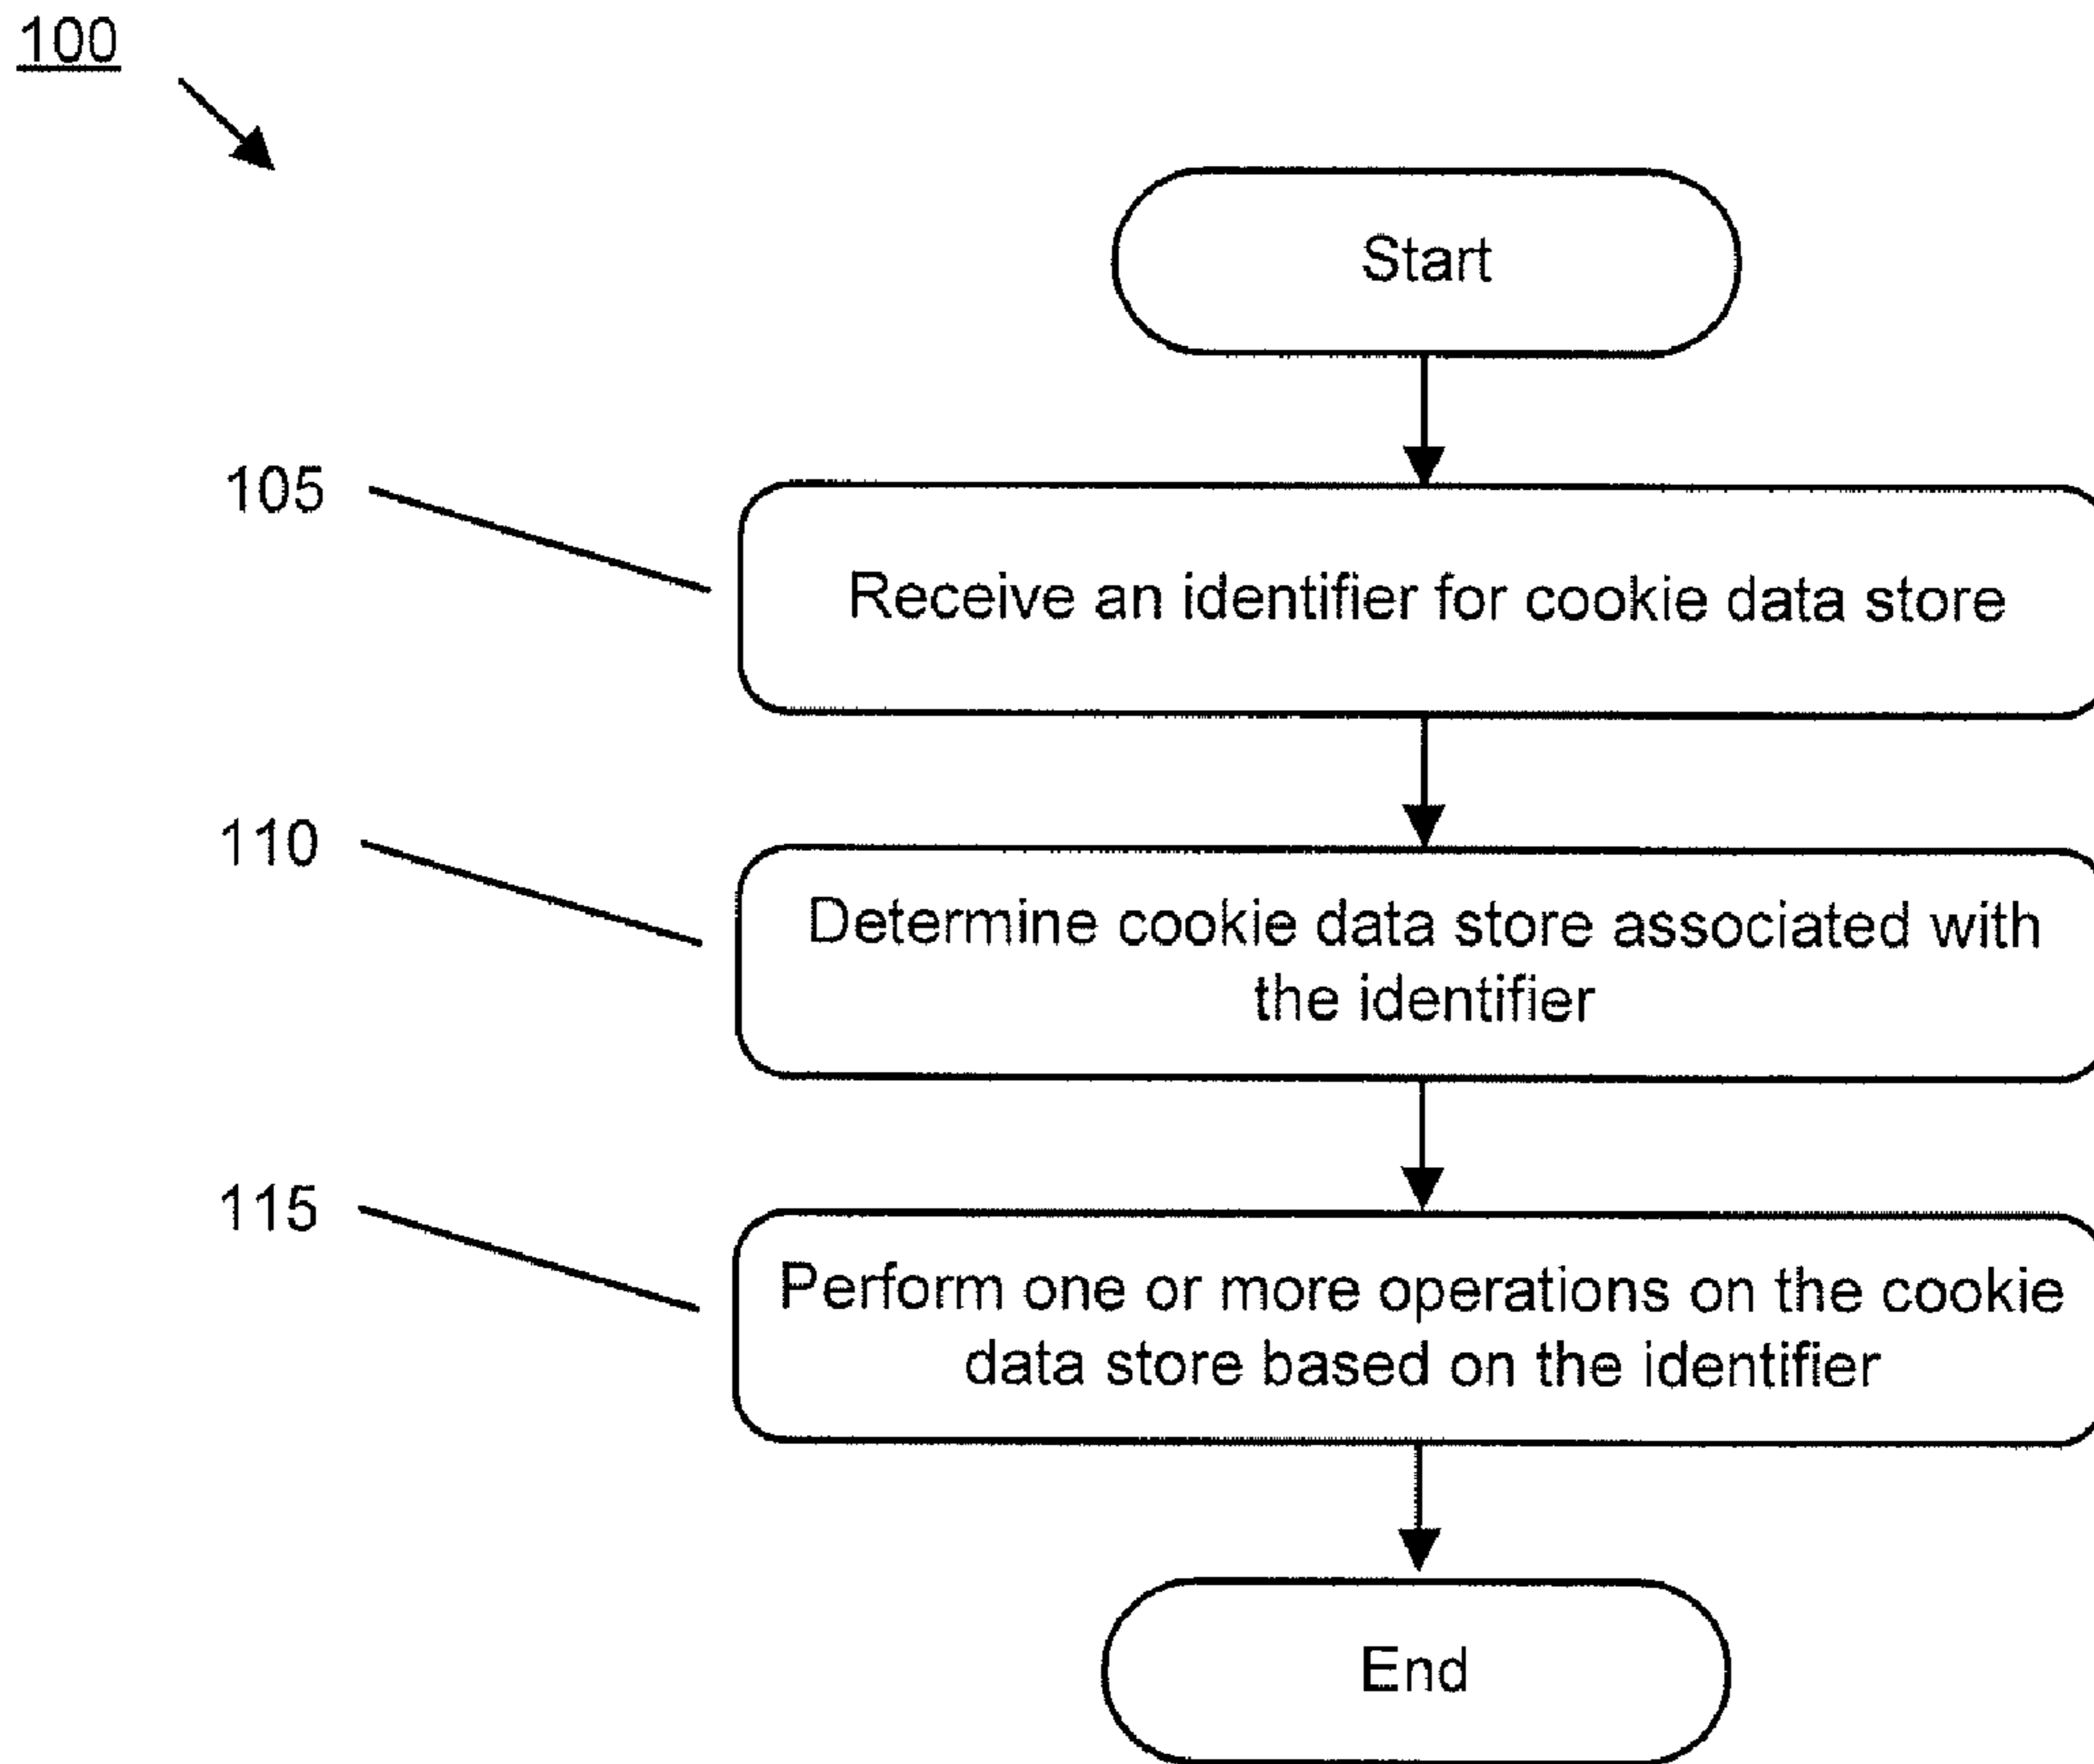 100
Start
105
Receive an identifier for cookie data store
110
Determine cookie data store associated with
the identifier
115
Perform one or more operations on the cookie
data store based on the identifier
End